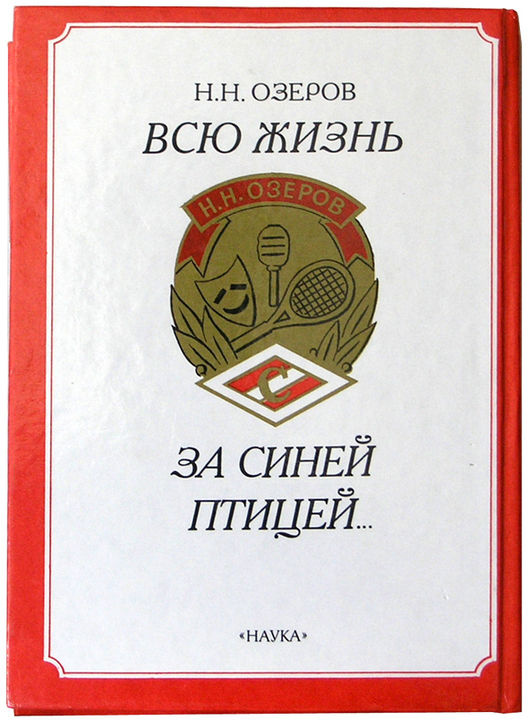 Н.Н. ОЗЕРОВ
ВСЮ ЖИЗНЬ
Н.Н. ОЗЕРОВ
С
ЗА СИНЕЙ
ПТИЦЕЙ...
«НАУКА»